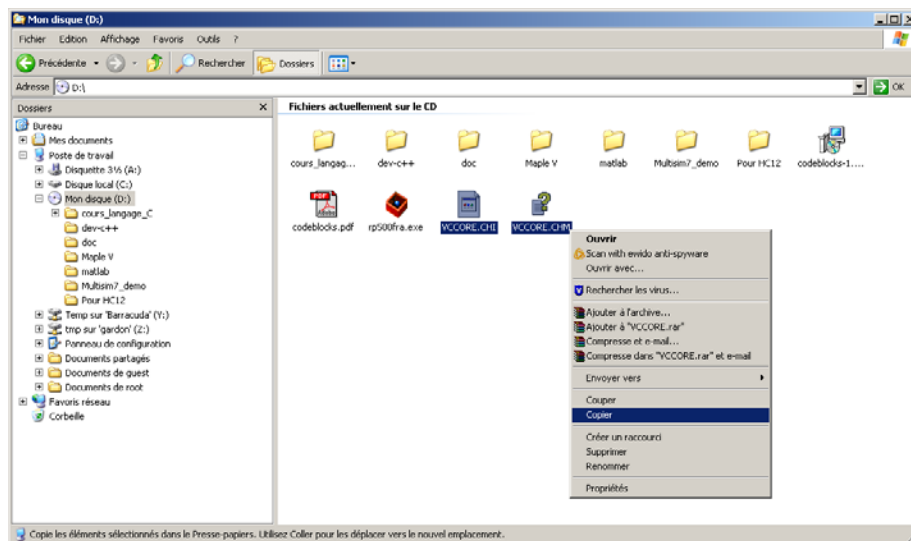 Mon disque (D:)
Fichier Edition Affichage Favoris Outils ?
Précédente Rechercher Dossiers
Adresse D:\ OK
Dossiers
Bureau
Mes documents
Poste de travail
Disquette 3½ (A:)
Disque local (C:)
Mon disque (D:)
cours_langage_C
dev-c++
doc
Maple V
matlab
Multisim7_demo
Pour HC12
Temp sur 'Barracuda' (Y:)
tmp sur 'gardon' (Z:)
Panneau de configuration
Documents partagés
Documents de guest
Documents de root
Favoris réseau
Corbeille
Fichiers actuellement sur le CD
cours_langag... dev-c++ doc Maple V matlab Multisim7_demo Pour HC12 codeblocks-1....
codeblocks.pdf rp500fra.exe VCCORE.CHI VCCORE.CHM
Ouvrir
Scan with ewido anti-spyware
Ouvrir avec...
Rechercher les virus...
Ajouter à l'archive...
Ajouter à "VCCORE.rar"
Compresse et e-mail...
Compresse dans "VCCORE.rar" et e-mail
Envoyer vers
Couper
Copier
Créer un raccourci
Supprimer
Renommer
Propriétés
Copie les éléments sélectionnés dans le Presse-papiers. Utilisez Coller pour les déplacer vers le nouvel emplacement.